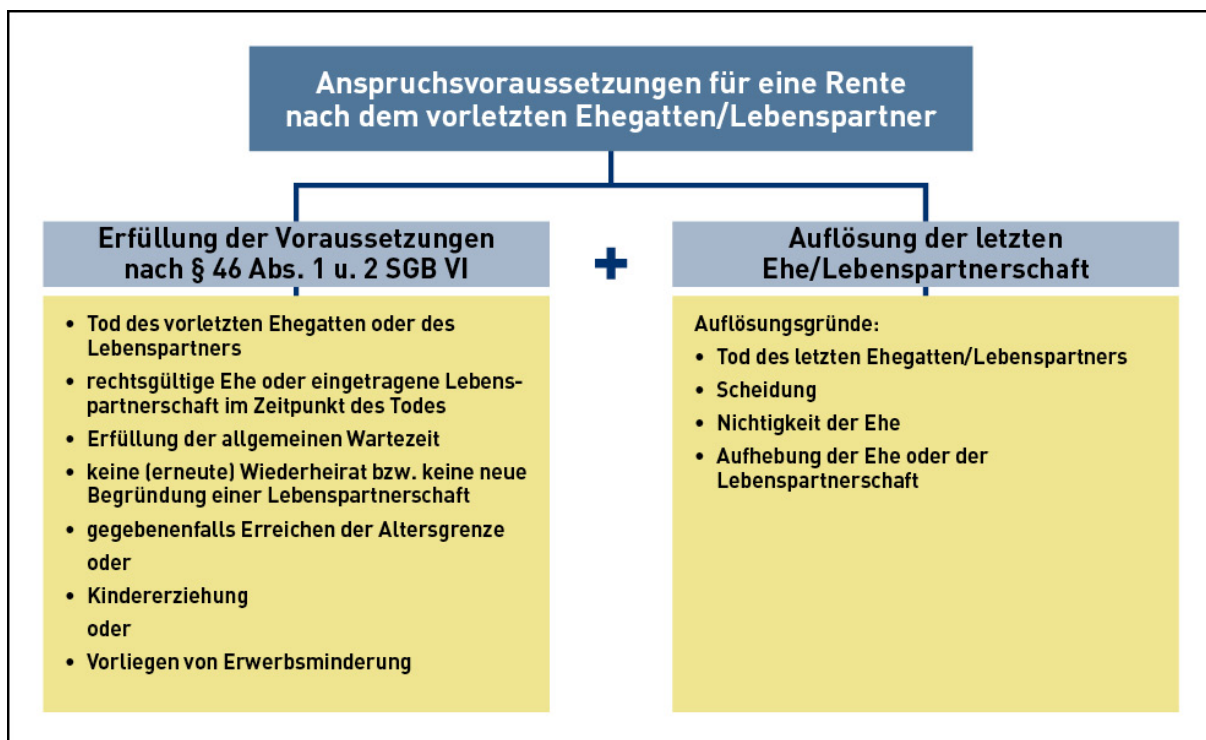 Anspruchsvoraussetzungen für eine Rente
nach dem vorletzten Ehegatten/Lebenspartner
Erfüllung der Voraussetzungen
nach § 46 Abs. 1 u. 2 SGB VI
• Tod des vorletzten Ehegatten oder des
Lebenspartners
• rechtsgültige Ehe oder eingetragene Lebens-
partnerschaft im Zeitpunkt des Todes
• Erfüllung der allgemeinen Wartezeit
• keine (erneute) Wiederheirat bzw. keine neue
Begründung einer Lebenspartnerschaft
• gegebenenfalls Erreichen der Altersgrenze
oder
• Kindererziehung
oder
• Vorliegen von Erwerbsminderung
+
Auflösung der letzten
Ehe/Lebenspartnerschaft
Auflösungsgründe:
• Tod des letzten Ehegatten/Lebenspartners
• Scheidung
• Nichtigkeit der Ehe
• Aufhebung der Ehe oder der
Lebenspartnerschaft